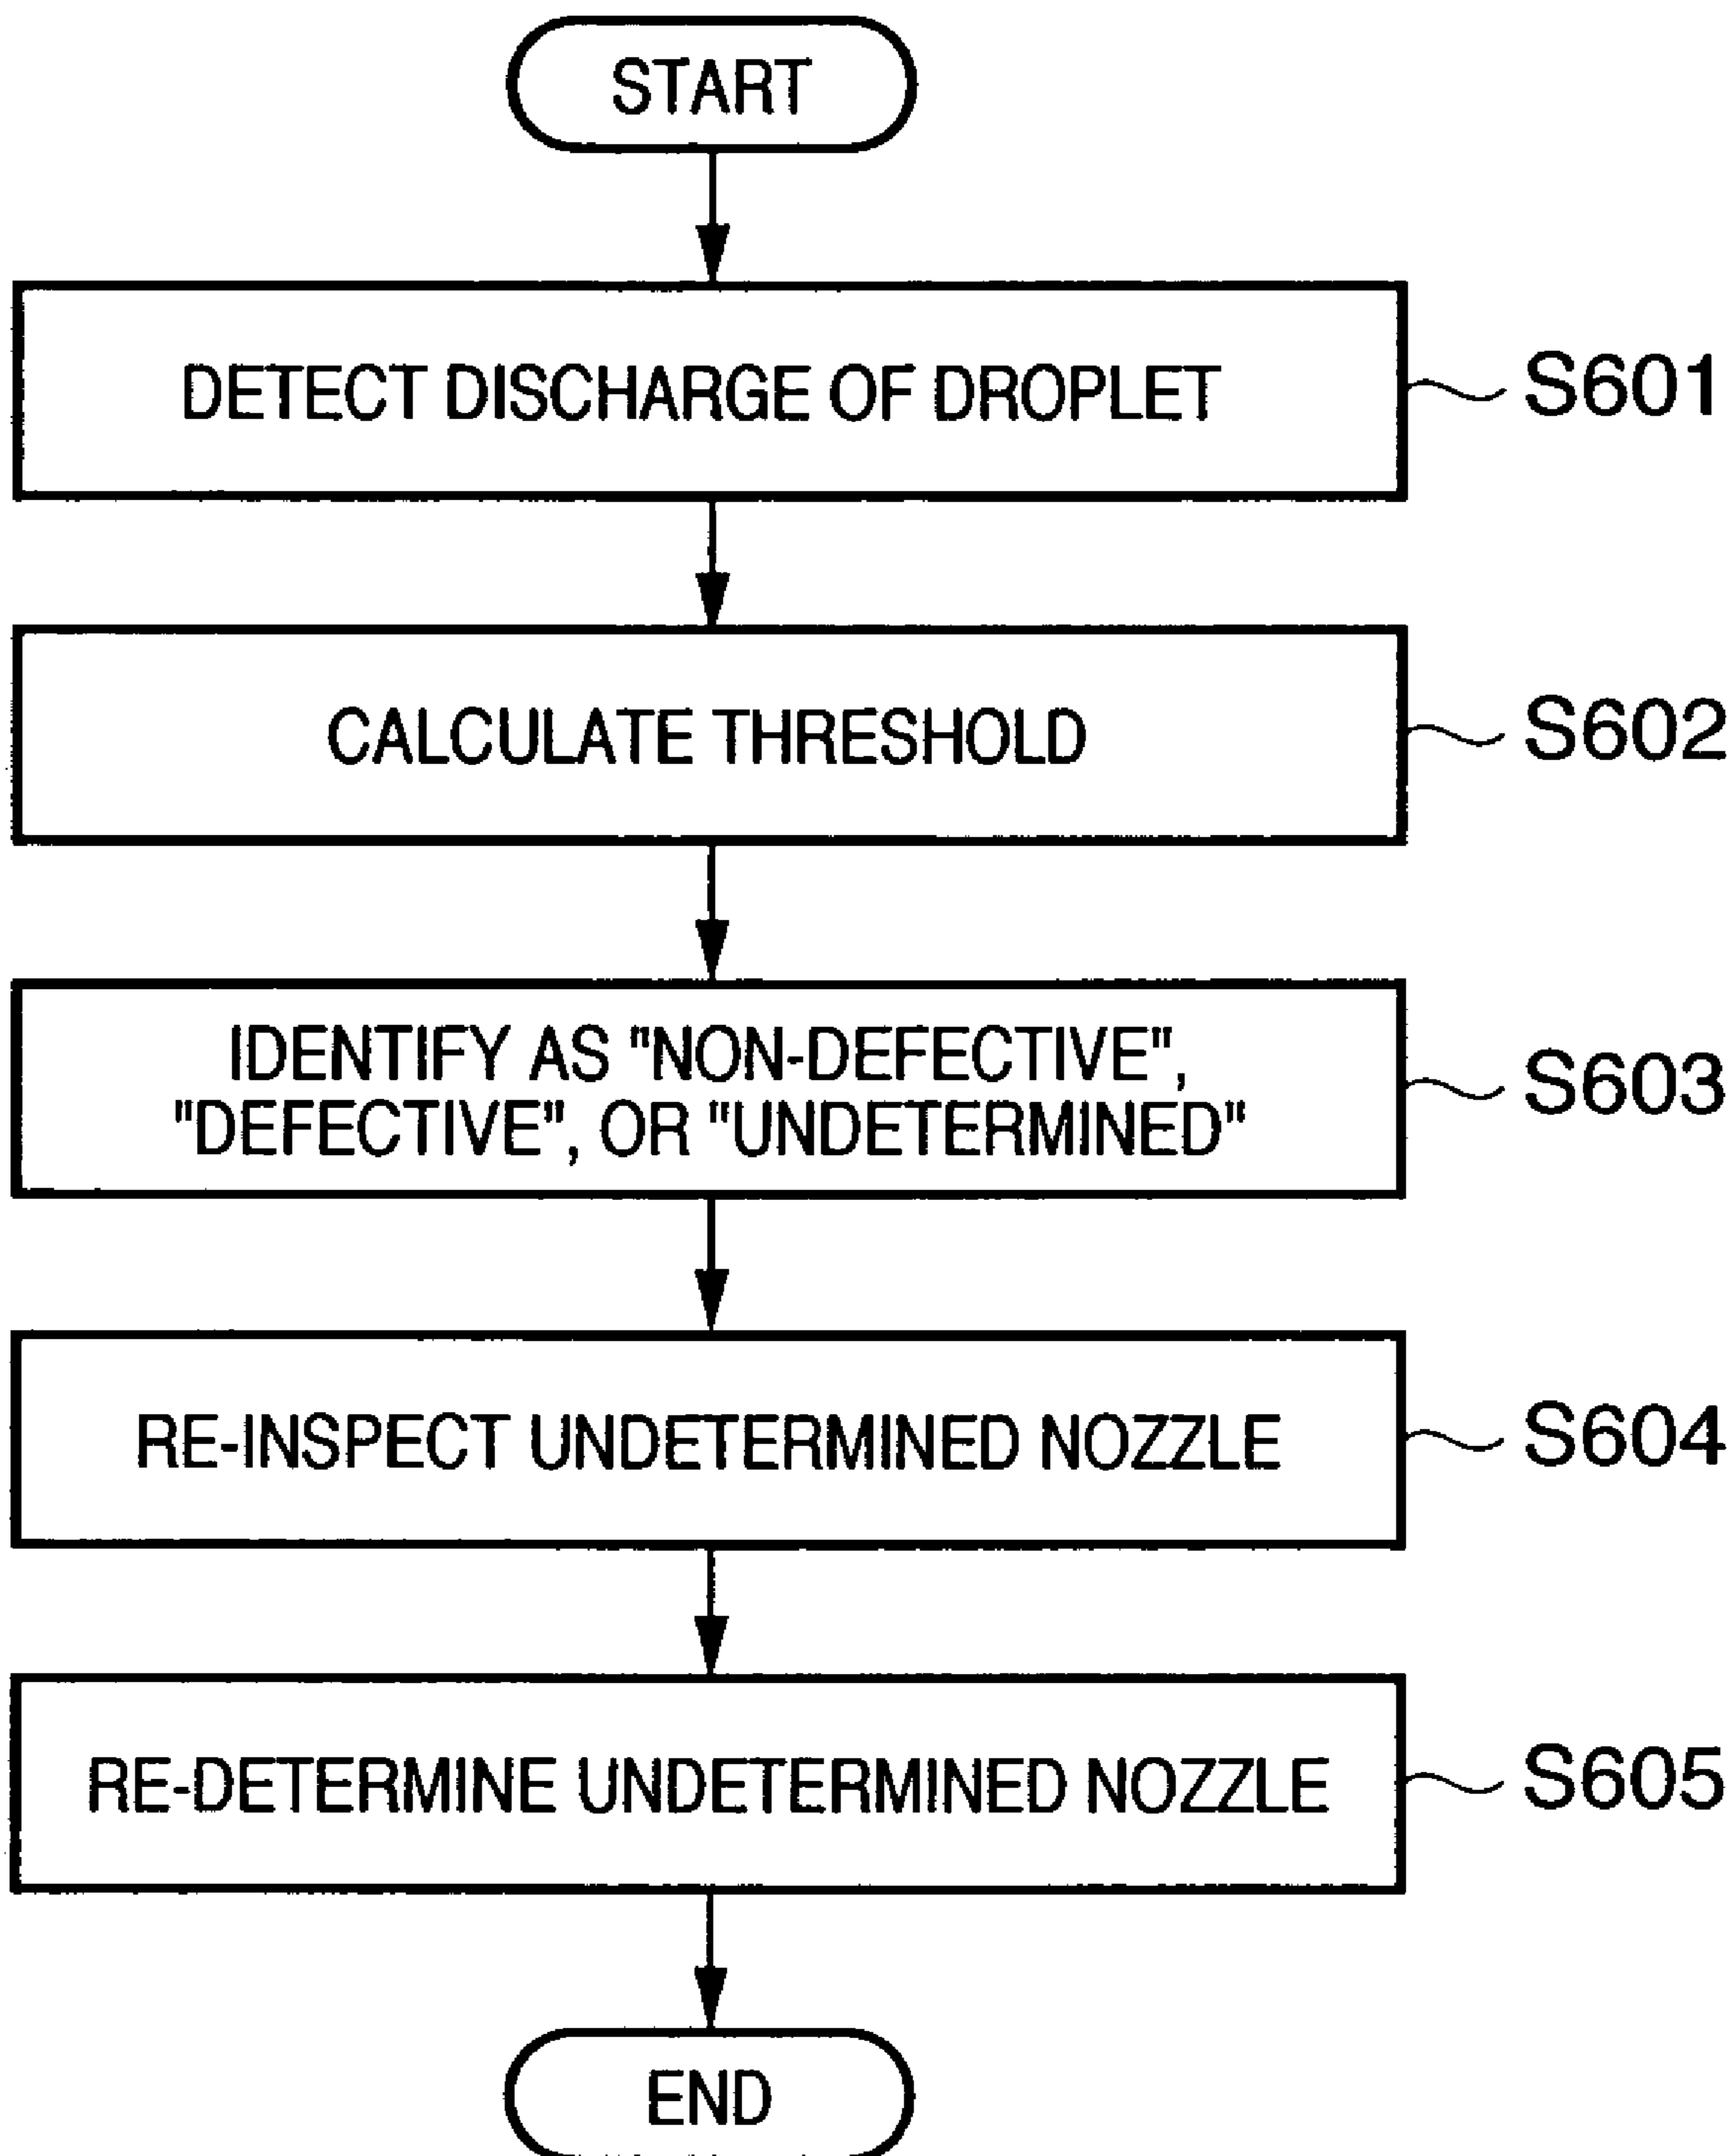 START
DETECT DISCHARGE OF DROPLET
S601
CALCULATE THRESHOLD
S602
IDENTIFY AS "NON-DEFECTIVE",
"DEFECTIVE", OR "UNDETERMINED"
S603
RE-INSPECT UNDETERMINED NOZZLE
S604
RE-DETERMINE UNDETERMINED NOZZLE
S605
END